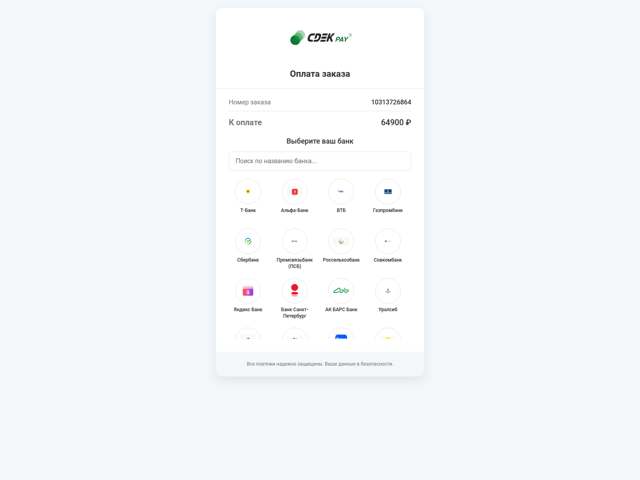 CDEK PAY
Оплата заказа
Номер заказа 10313726864
К оплате 64900 ₽
Выберите ваш банк
Поиск по названию банка...
Т-Банк Альфа-Банк ВТБ Газпромбанк
Сбербанк Промсвязьбанк (ПСБ) Россельхозбанк Совкомбанк
Яндекс Банк Банк Санкт-Петербург АК БАРС Банк Уралсиб
Все платежи надежно защищены. Ваши данные в безопасности.